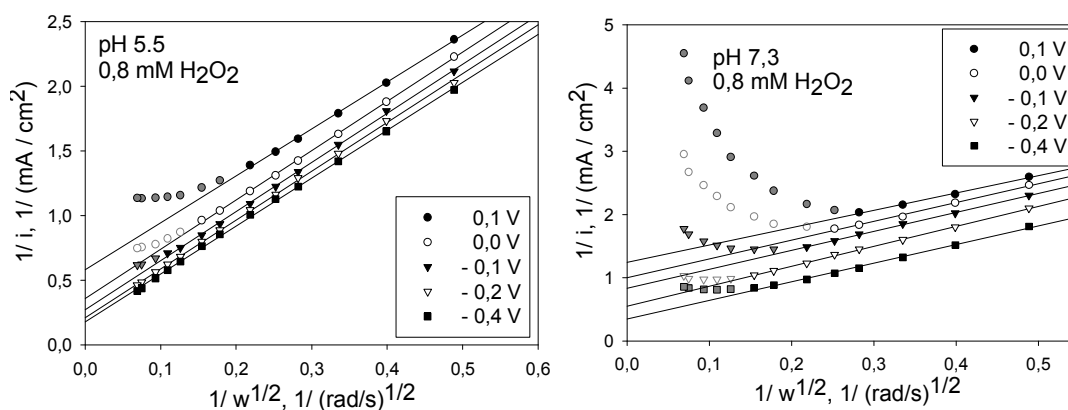 2,5
2,0
1,5
1,0
0,5
0,0
1/ i, 1/ (mA / cm²)
pH 5.5
0,8 mM H₂O₂
0,1 V
0,0 V
- 0,1 V
- 0,2 V
- 0,4 V
0,0 0,1 0,2 0,3 0,4 0,5 0,6
1/ w^1/2, 1/ (rad/s)^1/2
5
4
3
2
1
0
1/ i, 1/ (mA / cm²)
pH 7,3
0,8 mM H₂O₂
0,1 V
0,0 V
- 0,1 V
- 0,2 V
- 0,4 V
0,0 0,1 0,2 0,3 0,4 0,5
1/ w^1/2, 1/ (rad/s)^1/2